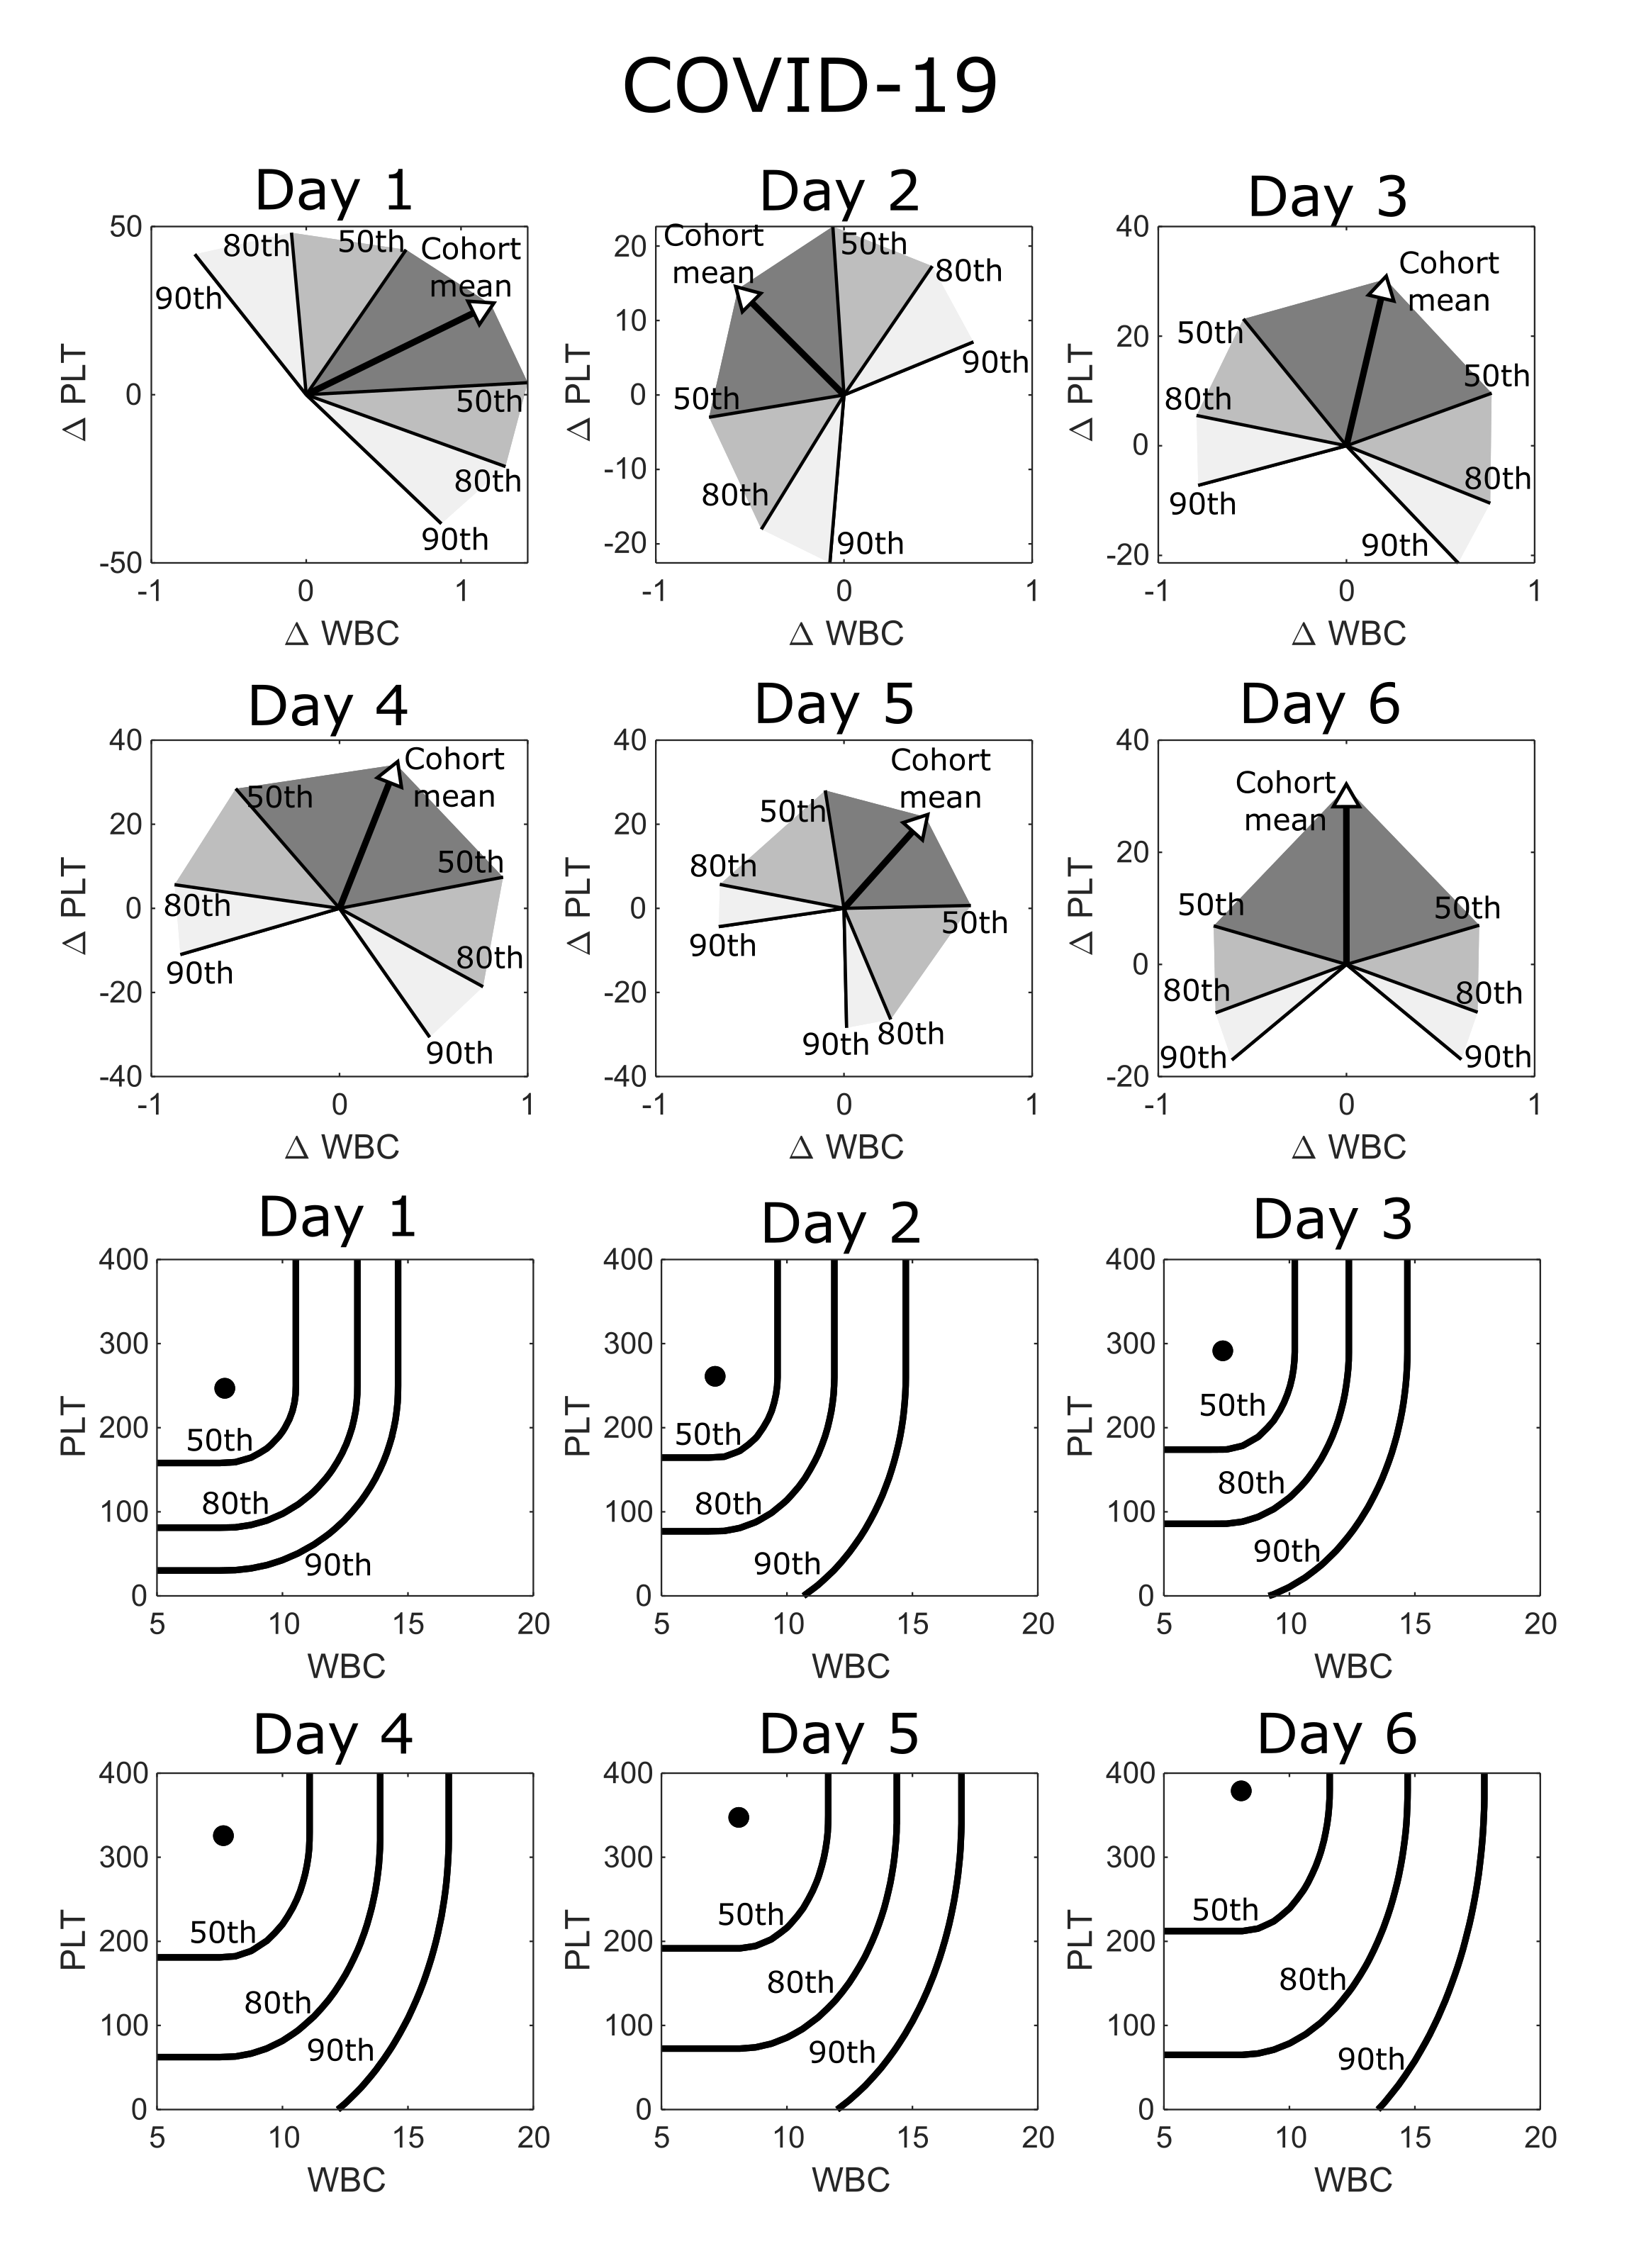 COVID-19
Day 1
Day 2
Day 3
50
0
-50
Δ PLT
-1
0
1
Δ WBC
90th
80th
50th
Cohort
mean
50th
80th
90th
20
10
0
-10
-20
Δ PLT
-1
0
1
Δ WBC
Cohort
mean
50th
80th
90th
50th
80th
90th
40
20
0
-20
Δ PLT
-1
0
1
Δ WBC
Cohort
mean
50th
80th
90th
50th
80th
90th
Day 4
Day 5
Day 6
40
20
0
-20
-40
Δ PLT
-1
0
1
Δ WBC
Cohort
mean
50th
80th
90th
50th
80th
90th
40
20
0
-20
-40
Δ PLT
-1
0
1
Δ WBC
Cohort
mean
50th
80th
90th
50th
80th
90th
40
20
0
-20
Δ PLT
-1
0
1
Δ WBC
Cohort
mean
50th
80th
90th
50th
80th
90th
Day 1
Day 2
Day 3
400
300
200
100
0
PLT
5
10
15
20
WBC
50th
80th
90th
400
300
200
100
0
PLT
5
10
15
20
WBC
50th
80th
90th
400
300
200
100
0
PLT
5
10
15
20
WBC
50th
80th
90th
Day 4
Day 5
Day 6
400
300
200
100
0
PLT
5
10
15
20
WBC
50th
80th
90th
400
300
200
100
0
PLT
5
10
15
20
WBC
50th
80th
90th
400
300
200
100
0
PLT
5
10
15
20
WBC
50th
80th
90th